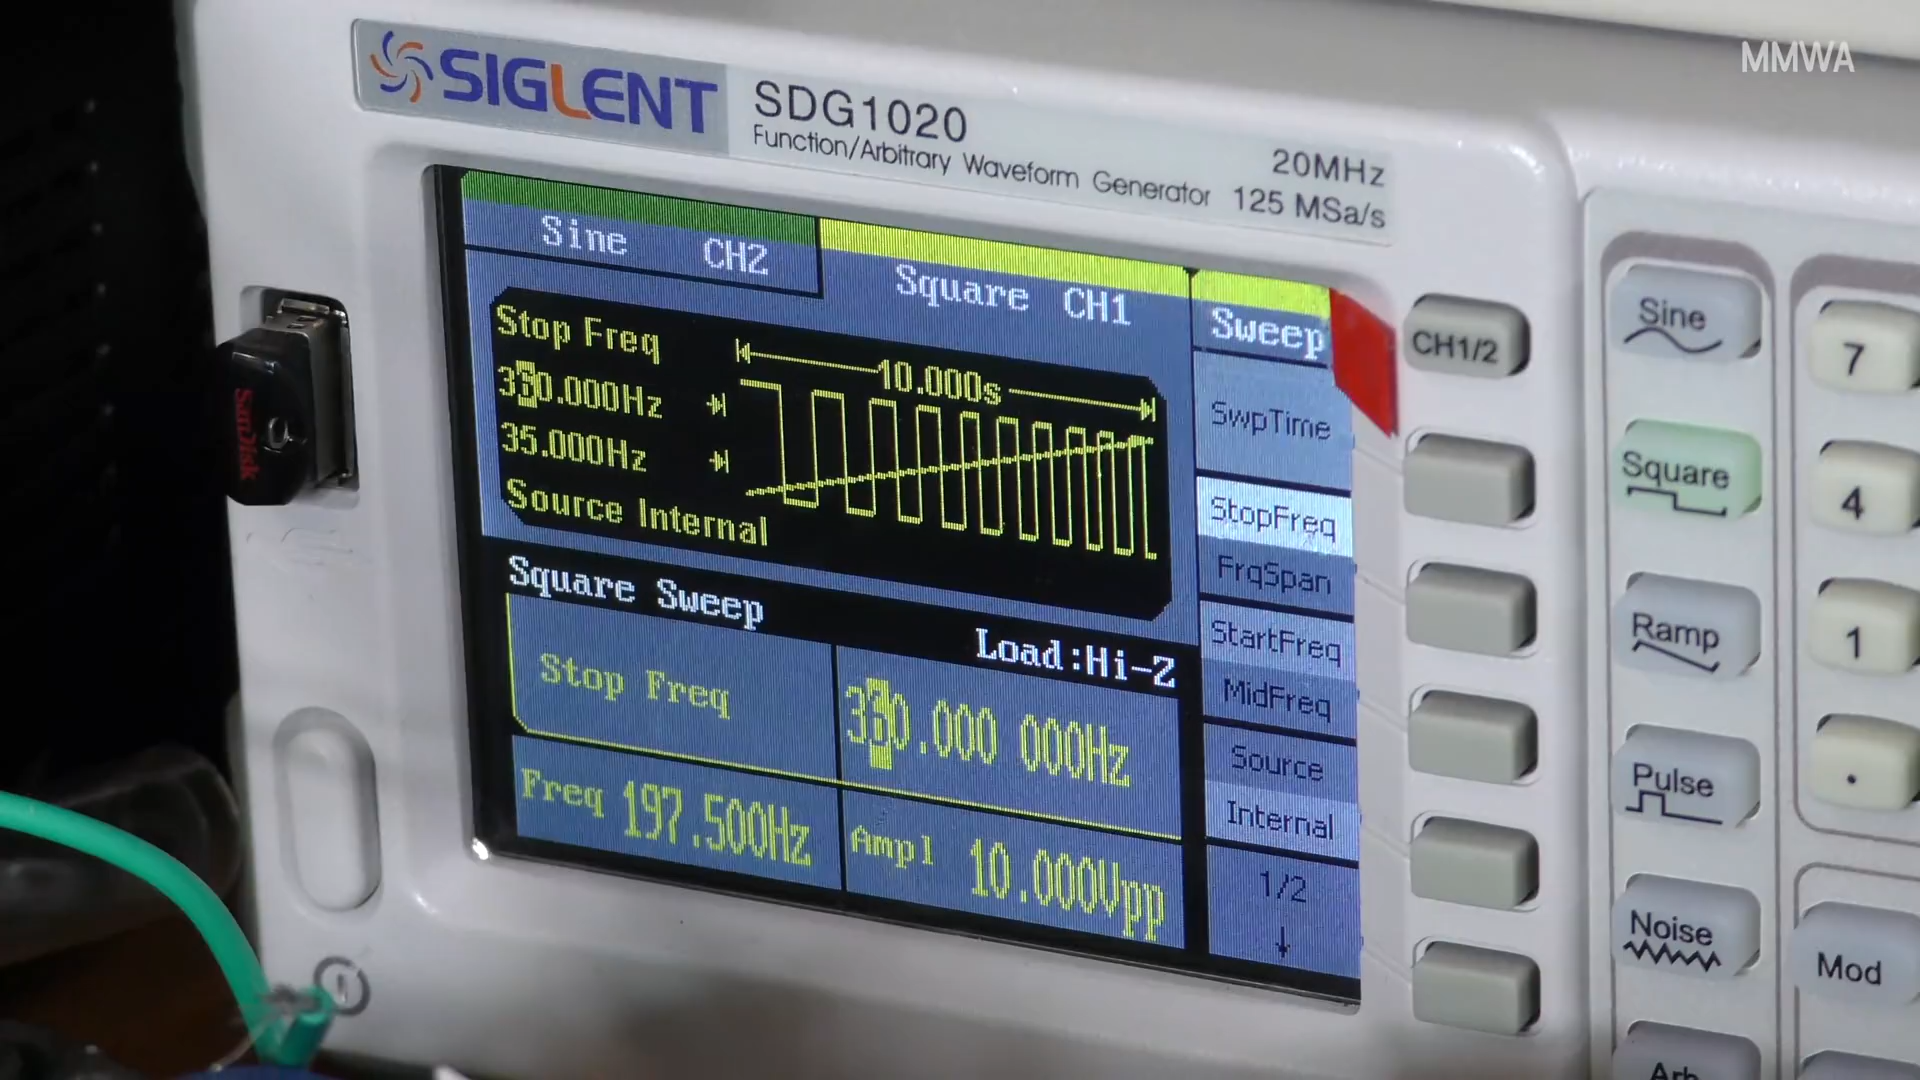 MMWA
SIGLENT
SDG1020
Function/Arbitrary Waveform Generator
20MHz
125 MSa/s
Sine CH2
Square CH1
Sweep
Stop Freq
360.000Hz
35.000Hz
Source Internal
10.000s
Square Sweep
Load:Hi-Z
Stop Freq
360.000 000Hz
Freq 197.500Hz
Ampl 10.000Vpp
SwpTime
StopFreq
FrqSpan
StartFreq
MidFreq
Source
Internal
1/2
CH1/2
Sine
Square
Ramp
Pulse
Noise
Arb
7
4
1
.
Mod
SanDisk